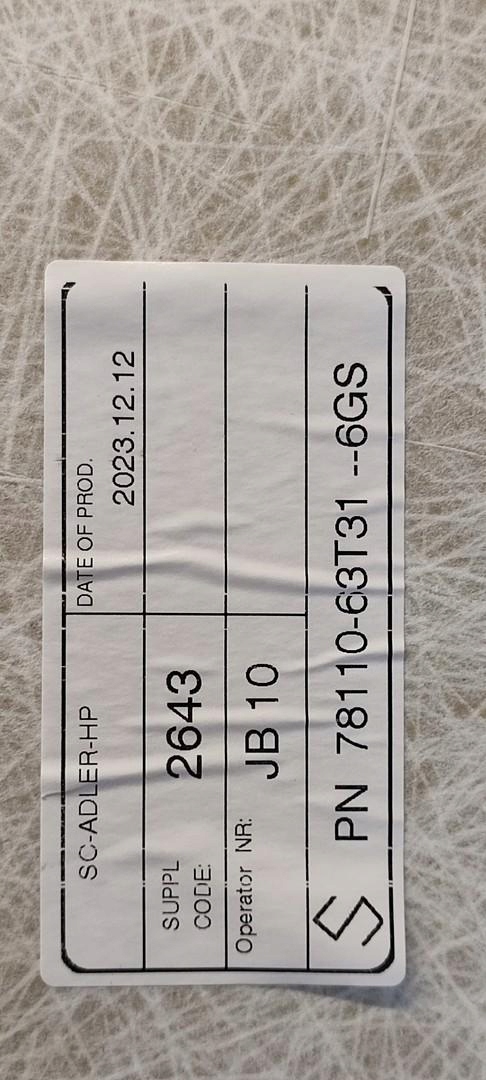 SC-ADLER-HP
DATE OF PROD.
2023.12.12
SUPPL
CODE:
2643
Operator NR:
JB 10
PN 78110-63T31 --6GS